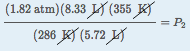 (1.82 atm)(8.33 L)(355 K)
= P₂
(286 K)(5.72 L)